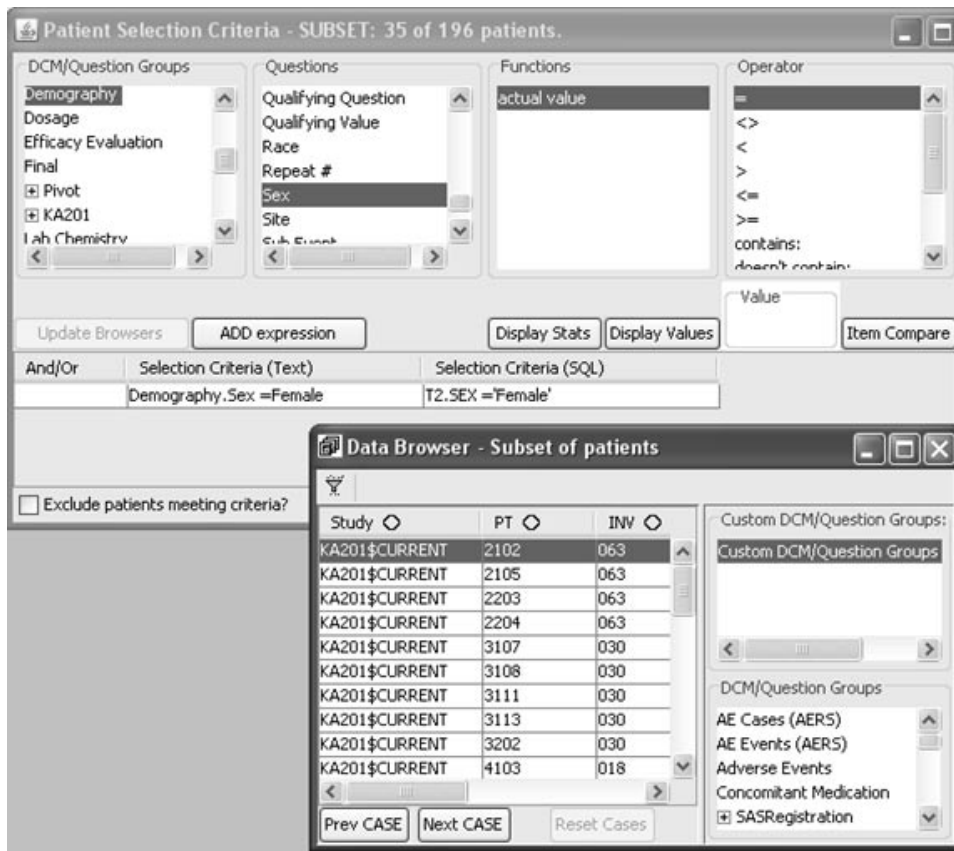 Patient Selection Criteria - SUBSET: 35 of 196 patients.
DCM/Question Groups
Demography
Dosage
Efficacy Evaluation
Final
Pivot
KA201
Lab Chemistry
Questions
Qualifying Question
Qualifying Value
Race
Repeat #
Sex
Site
Sub Event
Functions
actual value
Operator
=
<>
<
>
<=
>=
contains:
doesn't contain:
Value
Update Browsers ADD expression Display Stats Display Values Item Compare
And/Or Selection Criteria (Text) Selection Criteria (SQL)
Demography.Sex =Female T2.SEX ='Female'
Exclude patients meeting criteria?
Data Browser - Subset of patients
Study PT INV
KA201$CURRENT 2102 063
KA201$CURRENT 2105 063
KA201$CURRENT 2203 063
KA201$CURRENT 2204 063
KA201$CURRENT 3107 030
KA201$CURRENT 3108 030
KA201$CURRENT 3111 030
KA201$CURRENT 3113 030
KA201$CURRENT 3202 030
KA201$CURRENT 4103 018
Prev CASE Next CASE Reset Cases
Custom DCM/Question Groups:
Custom DCM/Question Groups
DCM/Question Groups
AE Cases (AERS)
AE Events (AERS)
Adverse Events
Concomitant Medication
SASRegistration